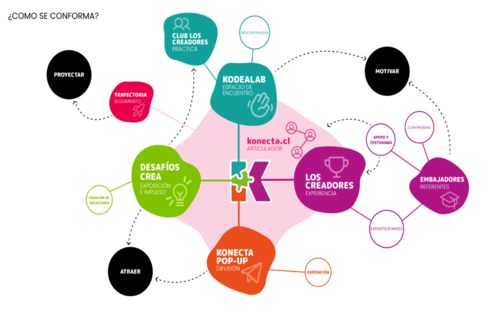 ¿COMO SE CONFORMA?
CLUB LOS
CREADORES
PRÁCTICA
DESCENTRALIZADO
KODEALAB
ESPACIO DE
ENCUENTRO
PROYECTAR
MOTIVAR
TRAYECTORIA
SEGUIMIENTO
konecta.cl
ARTICULADOR
CONTINUIDAD
APOYO Y
TESTIMONIO
DESAFÍOS
CREA
EXPOSICIÓN
E IMPULSO
LOS
CREADORES
EXPERIENCIA
EMBAJADORES
REFERENTES
CREACIÓN DE
SOLUCIONES
EXPARTICIPANTES
KONECTA
POP-UP
DIFUSIÓN
ATRAER
EXPOSICIÓN